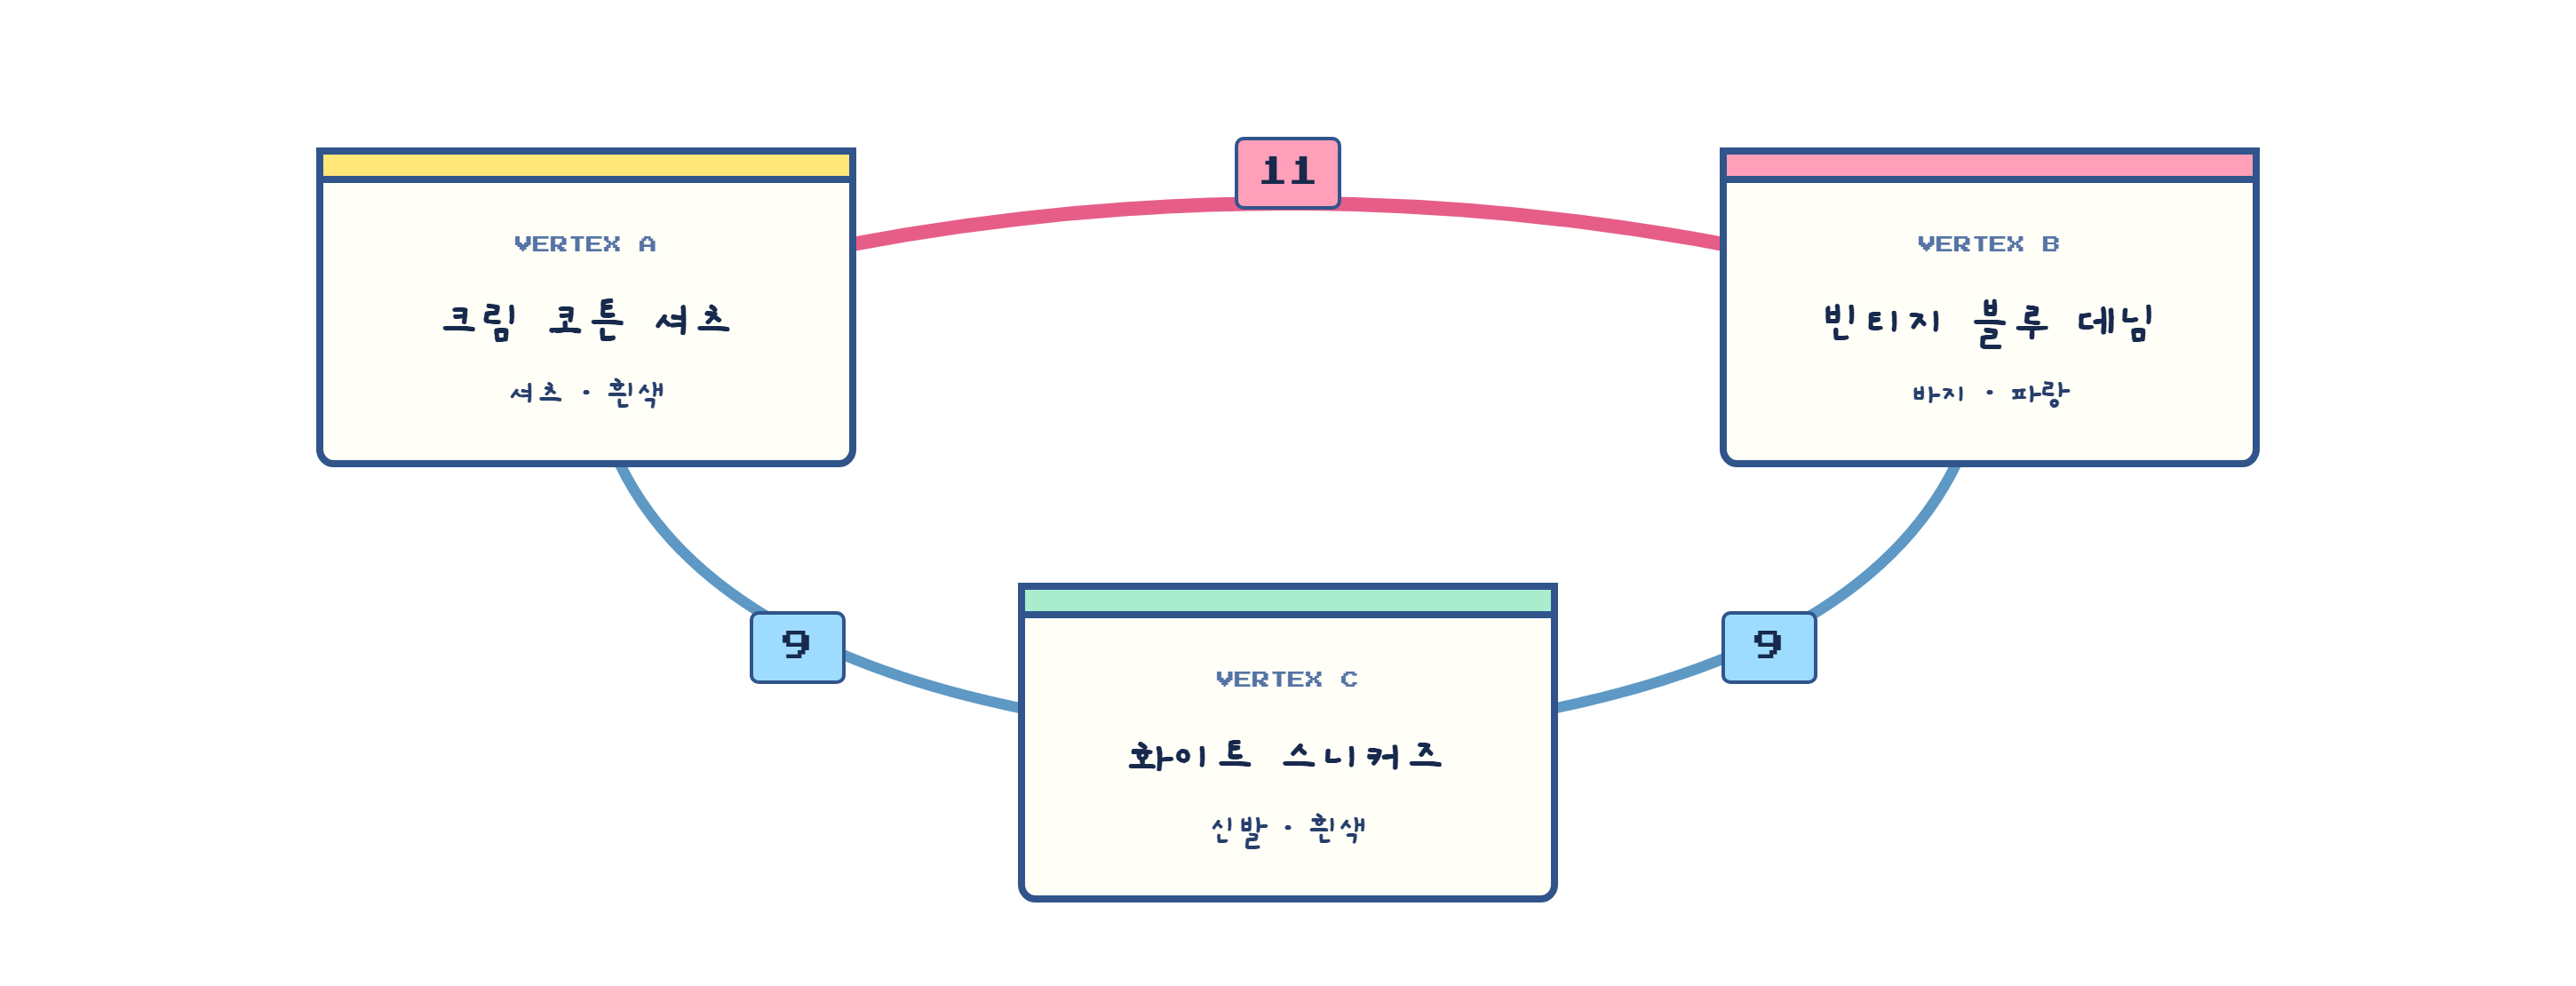 11
VERTEX A
크림 코튼 셔츠
셔츠 · 흰색
VERTEX B
빈티지 블루 데님
바지 · 파랑
9
9
VERTEX C
화이트 스니커즈
신발 · 흰색